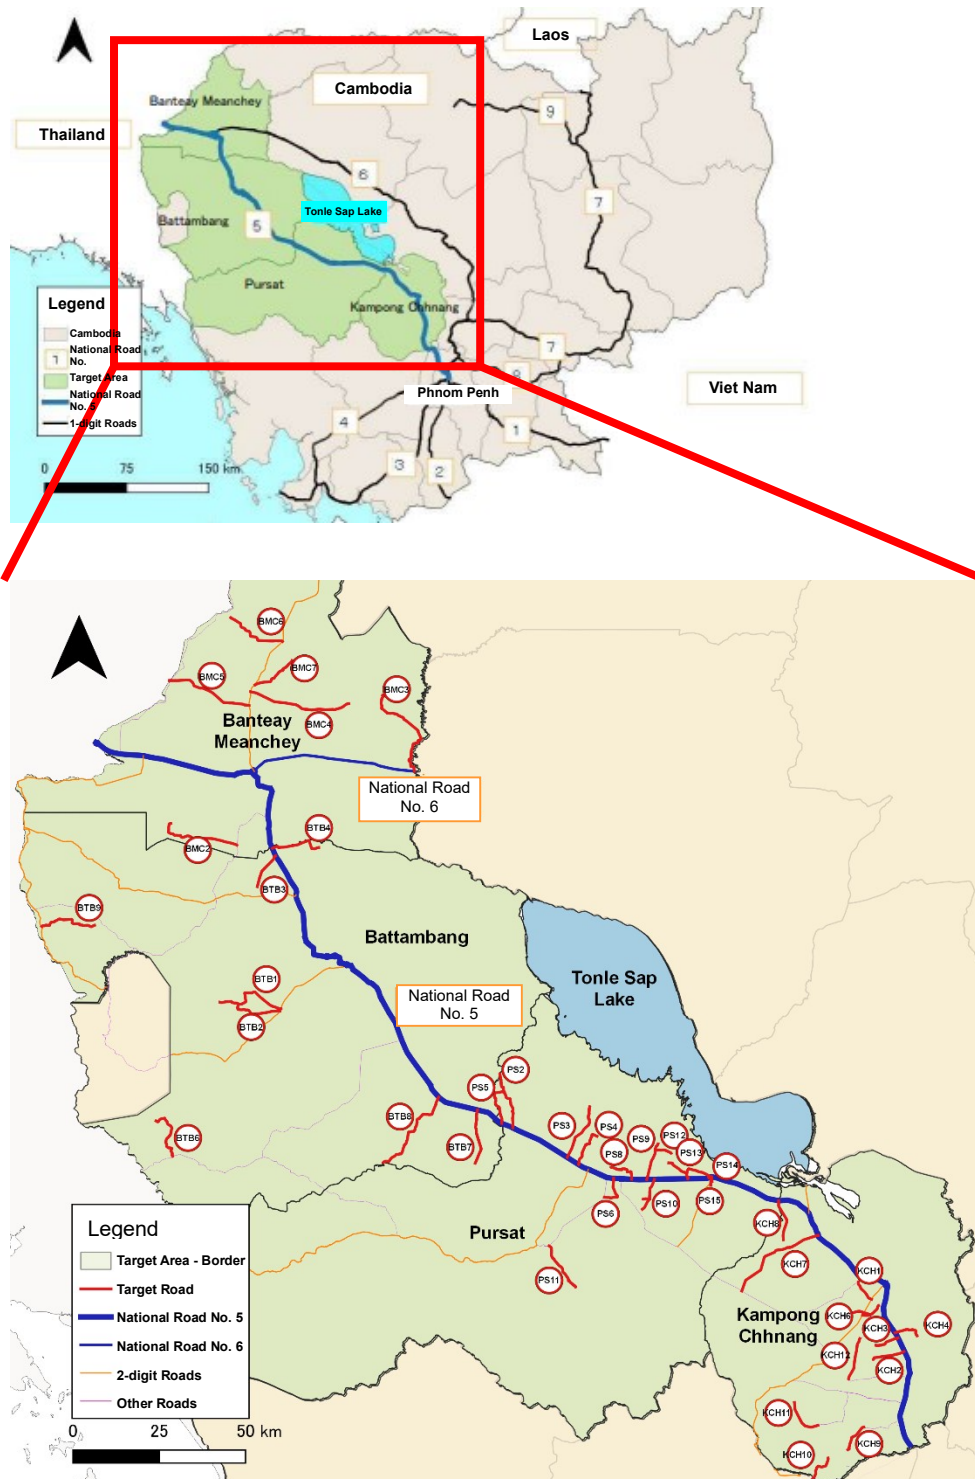 Laos
Cambodia
Banteay Meanchey
9
Thailand
6
7
Tonle Sap Lake
Battambang
5
Pursat
Kampong Chhnang
Legend
Cambodia
1
National Road
No.
Target Area
National Road
No. 5
1-digit Roads
7
8
Phnom Penh
Viet Nam
4
1
3
2
0
75
150 km
BMC6
BMC7
BMC5
BMC3
BMC4
Banteay
Meanchey
National Road
No. 6
BTB4
BMC2
BTB3
BTB9
Battambang
BTB1
Tonle Sap
Lake
National Road
No. 5
BTB2
PS2
PS5
BTB8
PS3
PS4
PS9
PS12
BTB6
BTB7
PS8
PS13
PS14
PS6
PS10
PS15
KCH8
Pursat
KCH7
PS11
KCH1
Kampong
Chhnang
KCH6
KCH3
KCH4
KCH12
KCH2
KCH11
KCH10
KCH9
Legend
Target Area - Border
Target Road
National Road No. 5
National Road No. 6
2-digit Roads
Other Roads
0
25
50 km